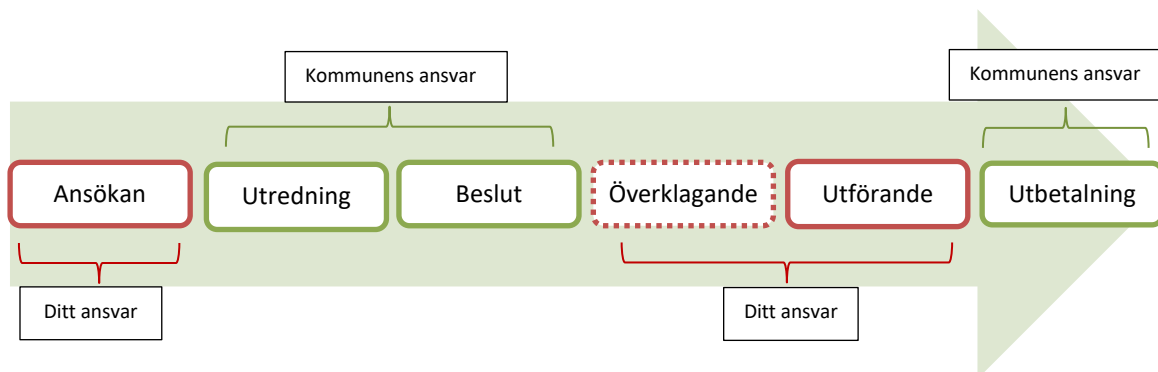 Kommunens ansvar
Kommunens ansvar
Ansökan
Utredning
Beslut
Överklagande
Utförande
Utbetalning
Ditt ansvar
Ditt ansvar